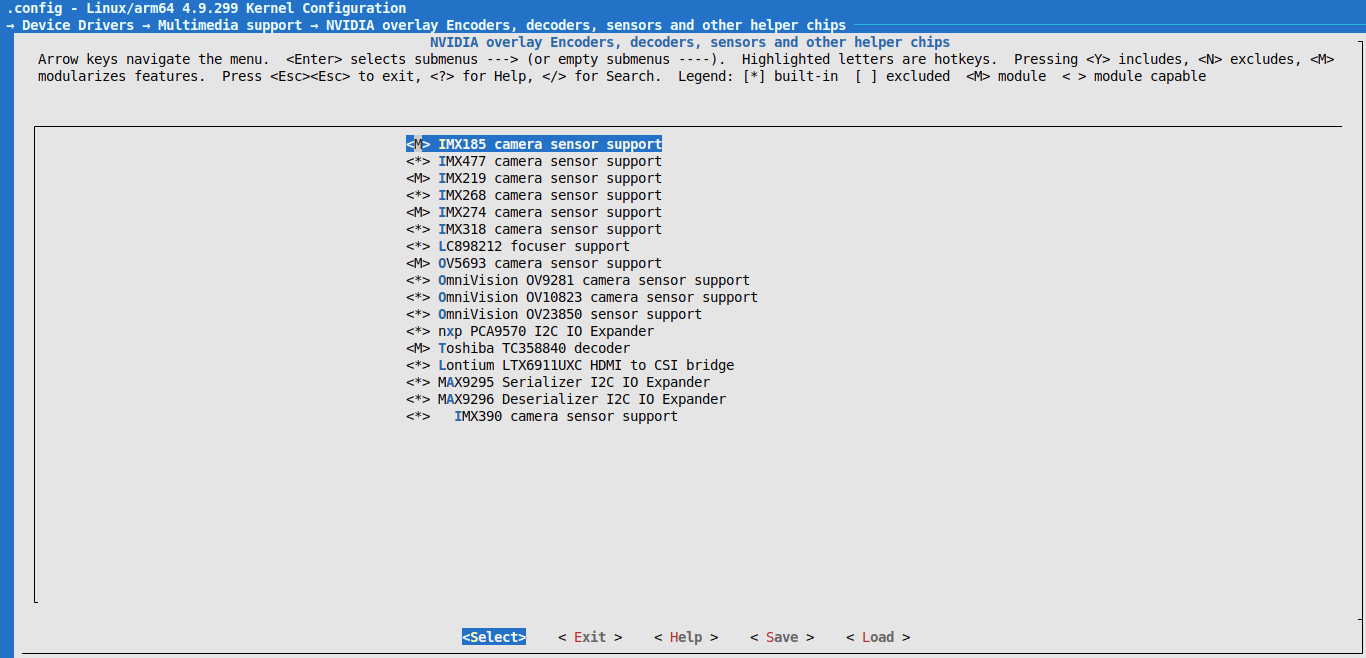 .config - Linux/arm64 4.9.299 Kernel Configuration
→ Device Drivers → Multimedia support → NVIDIA overlay Encoders, decoders, sensors and other helper chips
NVIDIA overlay Encoders, decoders, sensors and other helper chips
Arrow keys navigate the menu.  <Enter> selects submenus ---> (or empty submenus ----).  Highlighted letters are hotkeys.  Pressing <Y> includes, <N> excludes, <M>
modularizes features.  Press <Esc><Esc> to exit, <?> for Help, </> for Search.  Legend: [*] built-in  [ ] excluded  <M> module  < > module capable
<M> IMX185 camera sensor support
<*> IMX477 camera sensor support
<M> IMX219 camera sensor support
<*> IMX268 camera sensor support
<M> IMX274 camera sensor support
<*> IMX318 camera sensor support
<*> LC898212 focuser support
<M> OV5693 camera sensor support
<*> OmniVision OV9281 camera sensor support
<*> OmniVision OV10823 camera sensor support
<*> OmniVision OV23850 sensor support
<*> nxp PCA9570 I2C IO Expander
<M> Toshiba TC358840 decoder
<*> Lontium LTX6911UXC HDMI to CSI bridge
<*> MAX9295 Serializer I2C IO Expander
<*> MAX9296 Deserializer I2C IO Expander
<*>   IMX390 camera sensor support
<Select>    < Exit >    < Help >    < Save >    < Load >